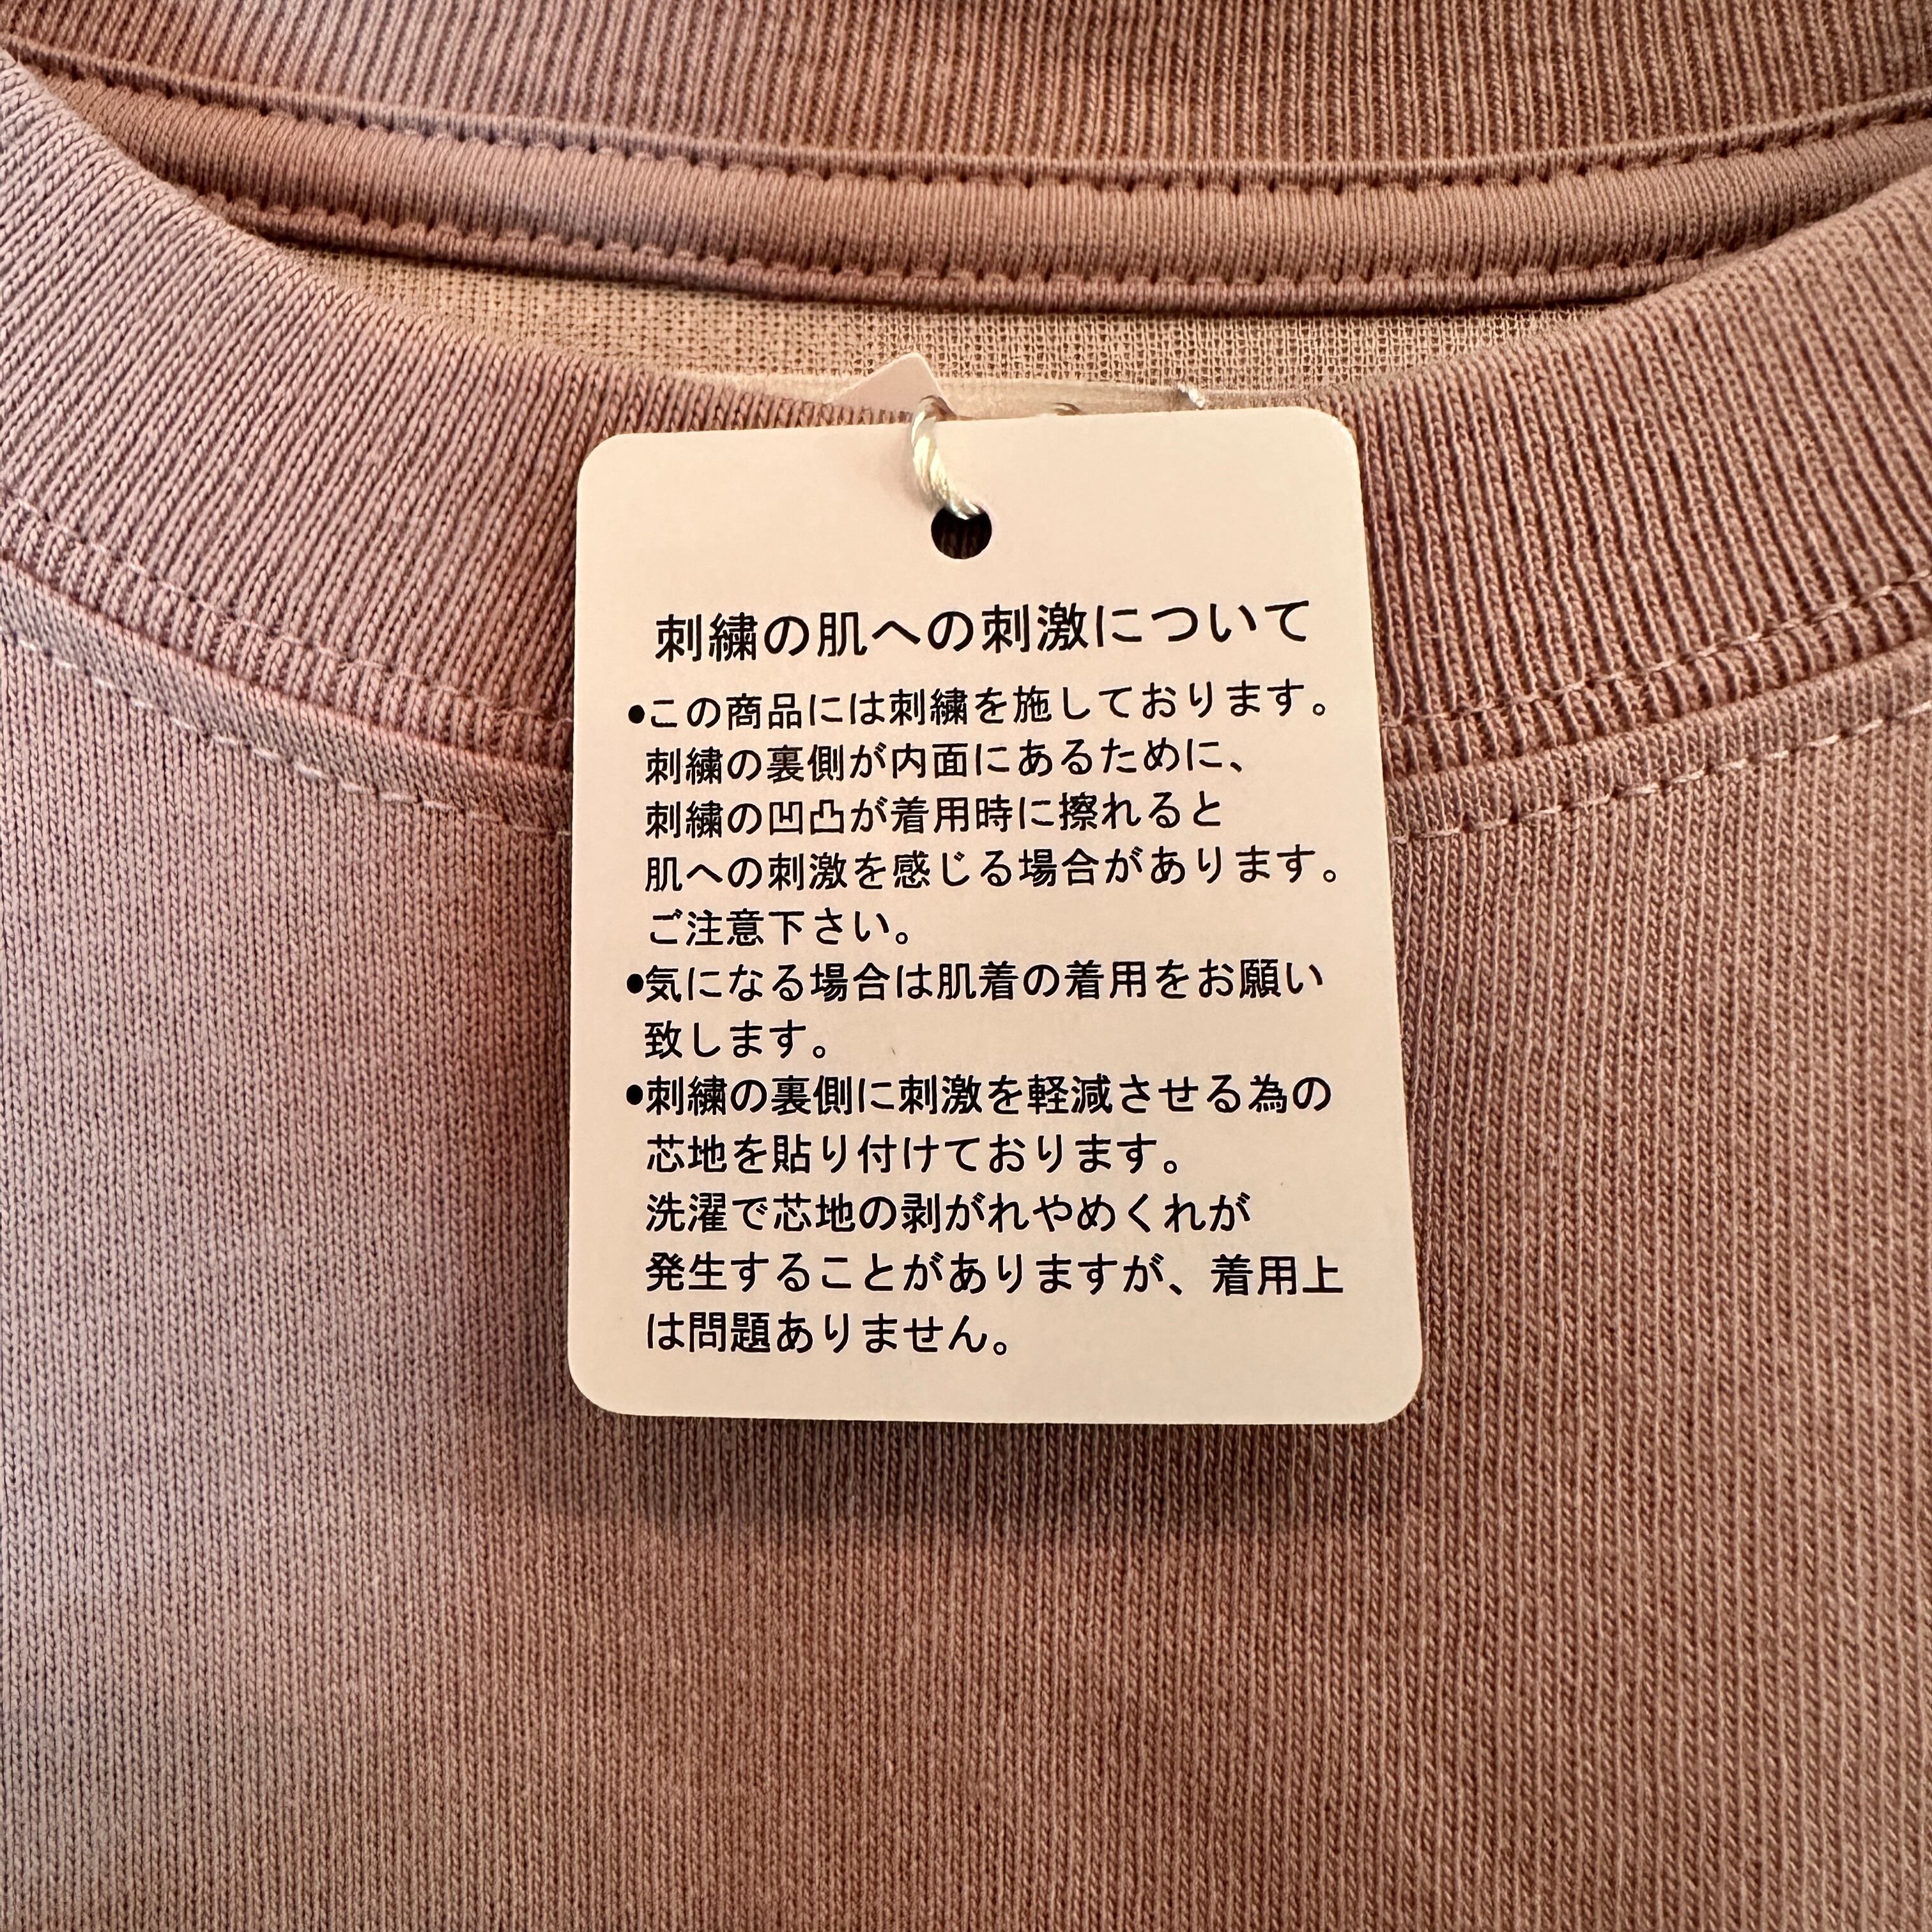 刺繍の肌への刺激について
●この商品には刺繍を施しております。
刺繍の裏側が内面にあるために、
刺繍の凹凸が着用時に擦れると
肌への刺激を感じる場合があります。
ご注意下さい。
●気になる場合は肌着の着用をお願い
致します。
●刺繍の裏側に刺激を軽減させる為の
芯地を貼り付けております。
洗濯で芯地の剥がれやめくれが
発生することがありますが、着用上
は問題ありません。